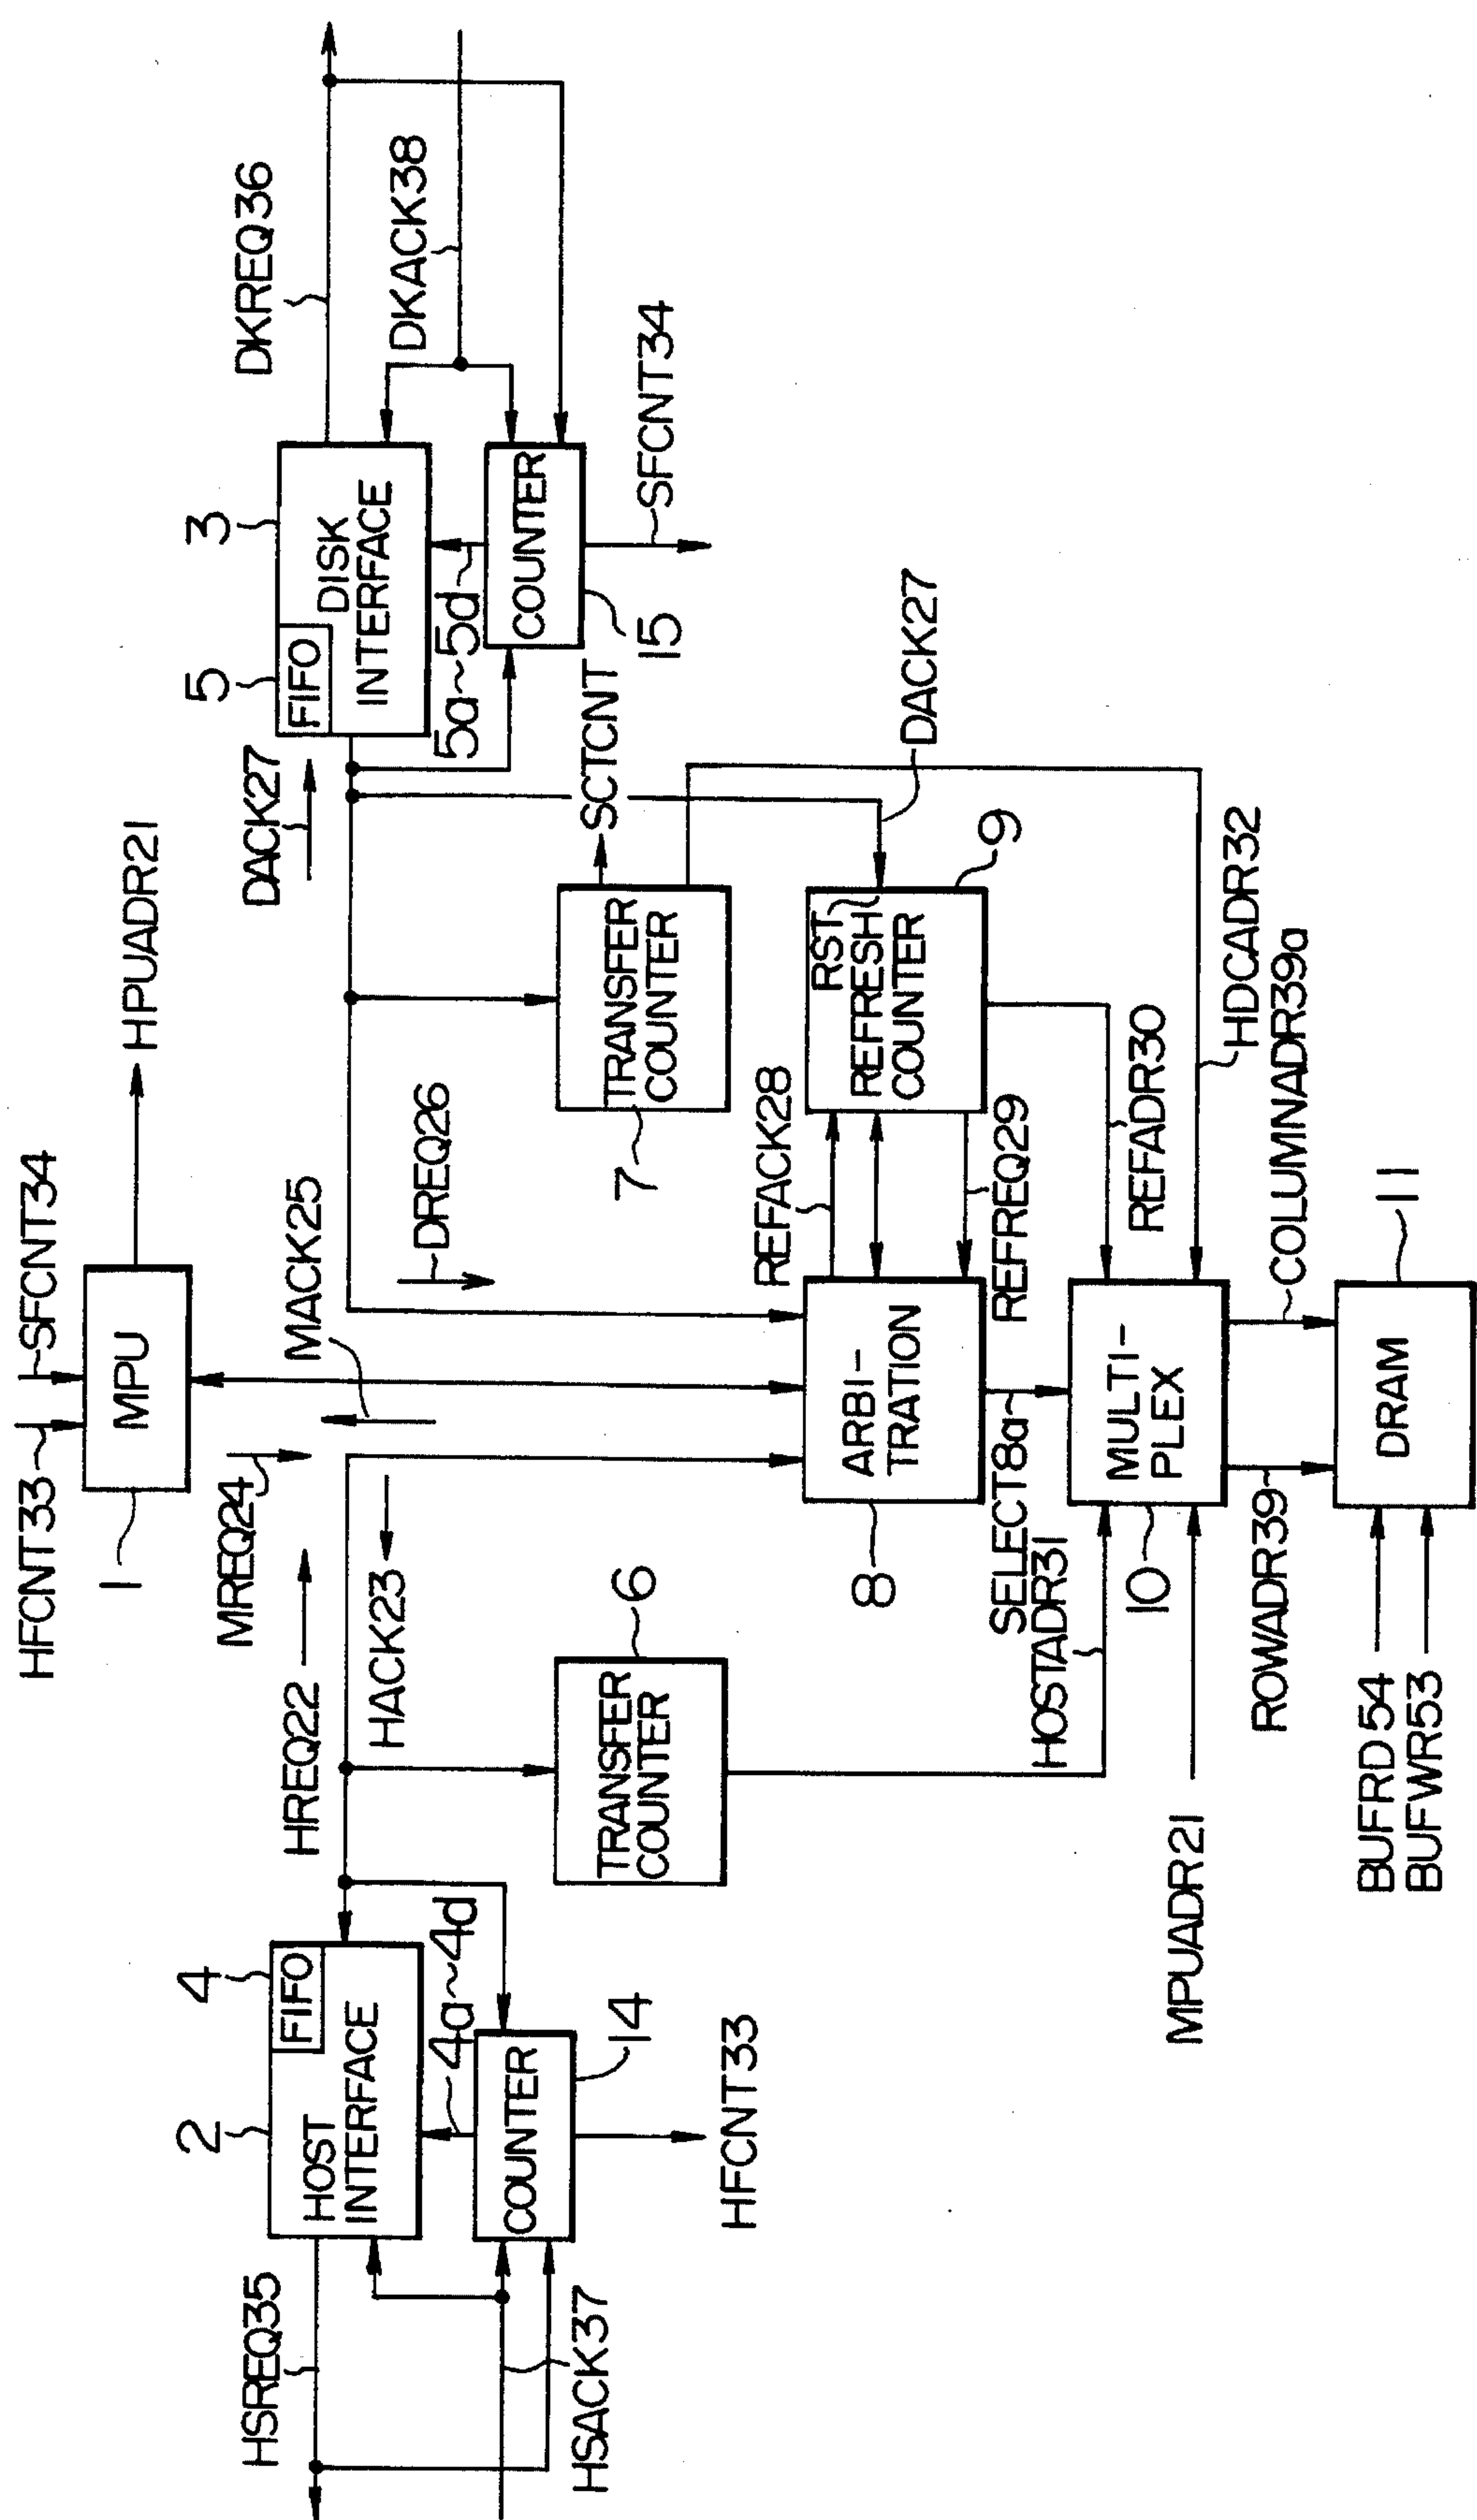 HFCNT33
SFCNT34
MPU
1
HPUADR21
MREQ24
MACK25
HSREQ35
2
4
HOST
INTERFACE
FIFO
HREQ22
HACK23
DREQ26
DACK27
5
3
FIFO
DISK
INTERFACE
DKREQ36
DKACK38
4a~4d
COUNTER
14
HSACK37
HFCNT33
5a~5d
COUNTER
15
SFCNT34
TRANSFER
COUNTER
6
TRANSFER
COUNTER
7
SCTCNT
ARBI-
TRATION
8
REFACK28
REFREQ29
RST
REFRESH
COUNTER
9
DACK27
SELECT8a
HOSTADR31
MPUADR21
MULTI-
PLEX
10
REFADR30
HDCADR32
ROWADR39
COLUMNADR39a
DRAM
11
BUFRD54
BUFWR53